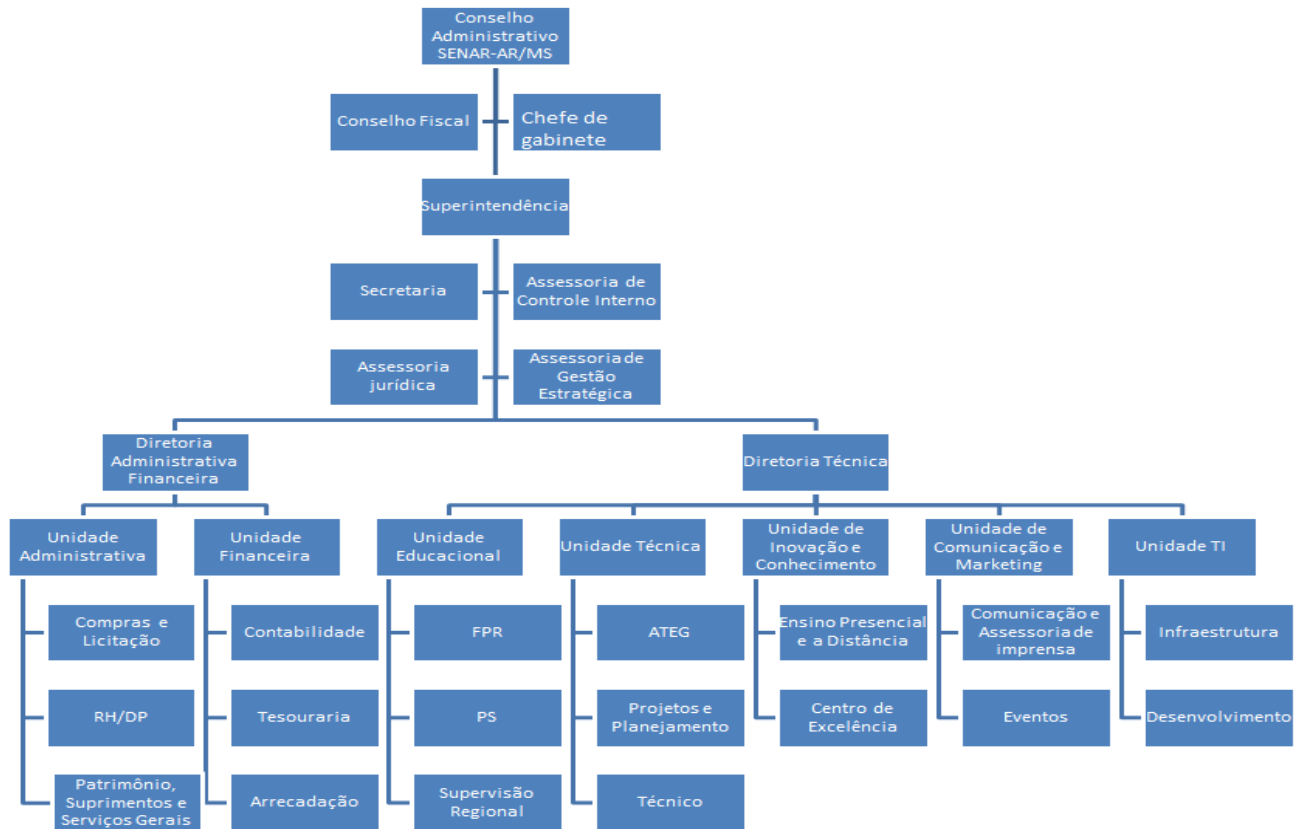 Conselho
Administrativo
SENAR-AR/MS
Conselho Fiscal
Chefe de
gabinete
Superintendência
Secretaria
Assessoria de
Controle Interno
Assessoria
jurídica
Assessoria de
Gestão
Estratégica
Diretoria
Administrativa
Financeira
Diretoria Técnica
Unidade
Administrativa
Unidade
Financeira
Unidade
Educacional
Unidade Técnica
Unidade de
Inovação e
Conhecimento
Unidade de
Comunicação e
Marketing
Unidade TI
Compras e
Licitação
Contabilidade
FPR
ATEG
Ensino Presencial
e a Distância
Comunicação e
Assessoria de
imprensa
Infraestrutura
RH/DP
Tesouraria
PS
Projetos e
Planejamento
Centro de
Excelência
Eventos
Desenvolvimento
Patrimônio,
Suprimentos e
Serviços Gerais
Arrecadação
Supervisão
Regional
Técnico